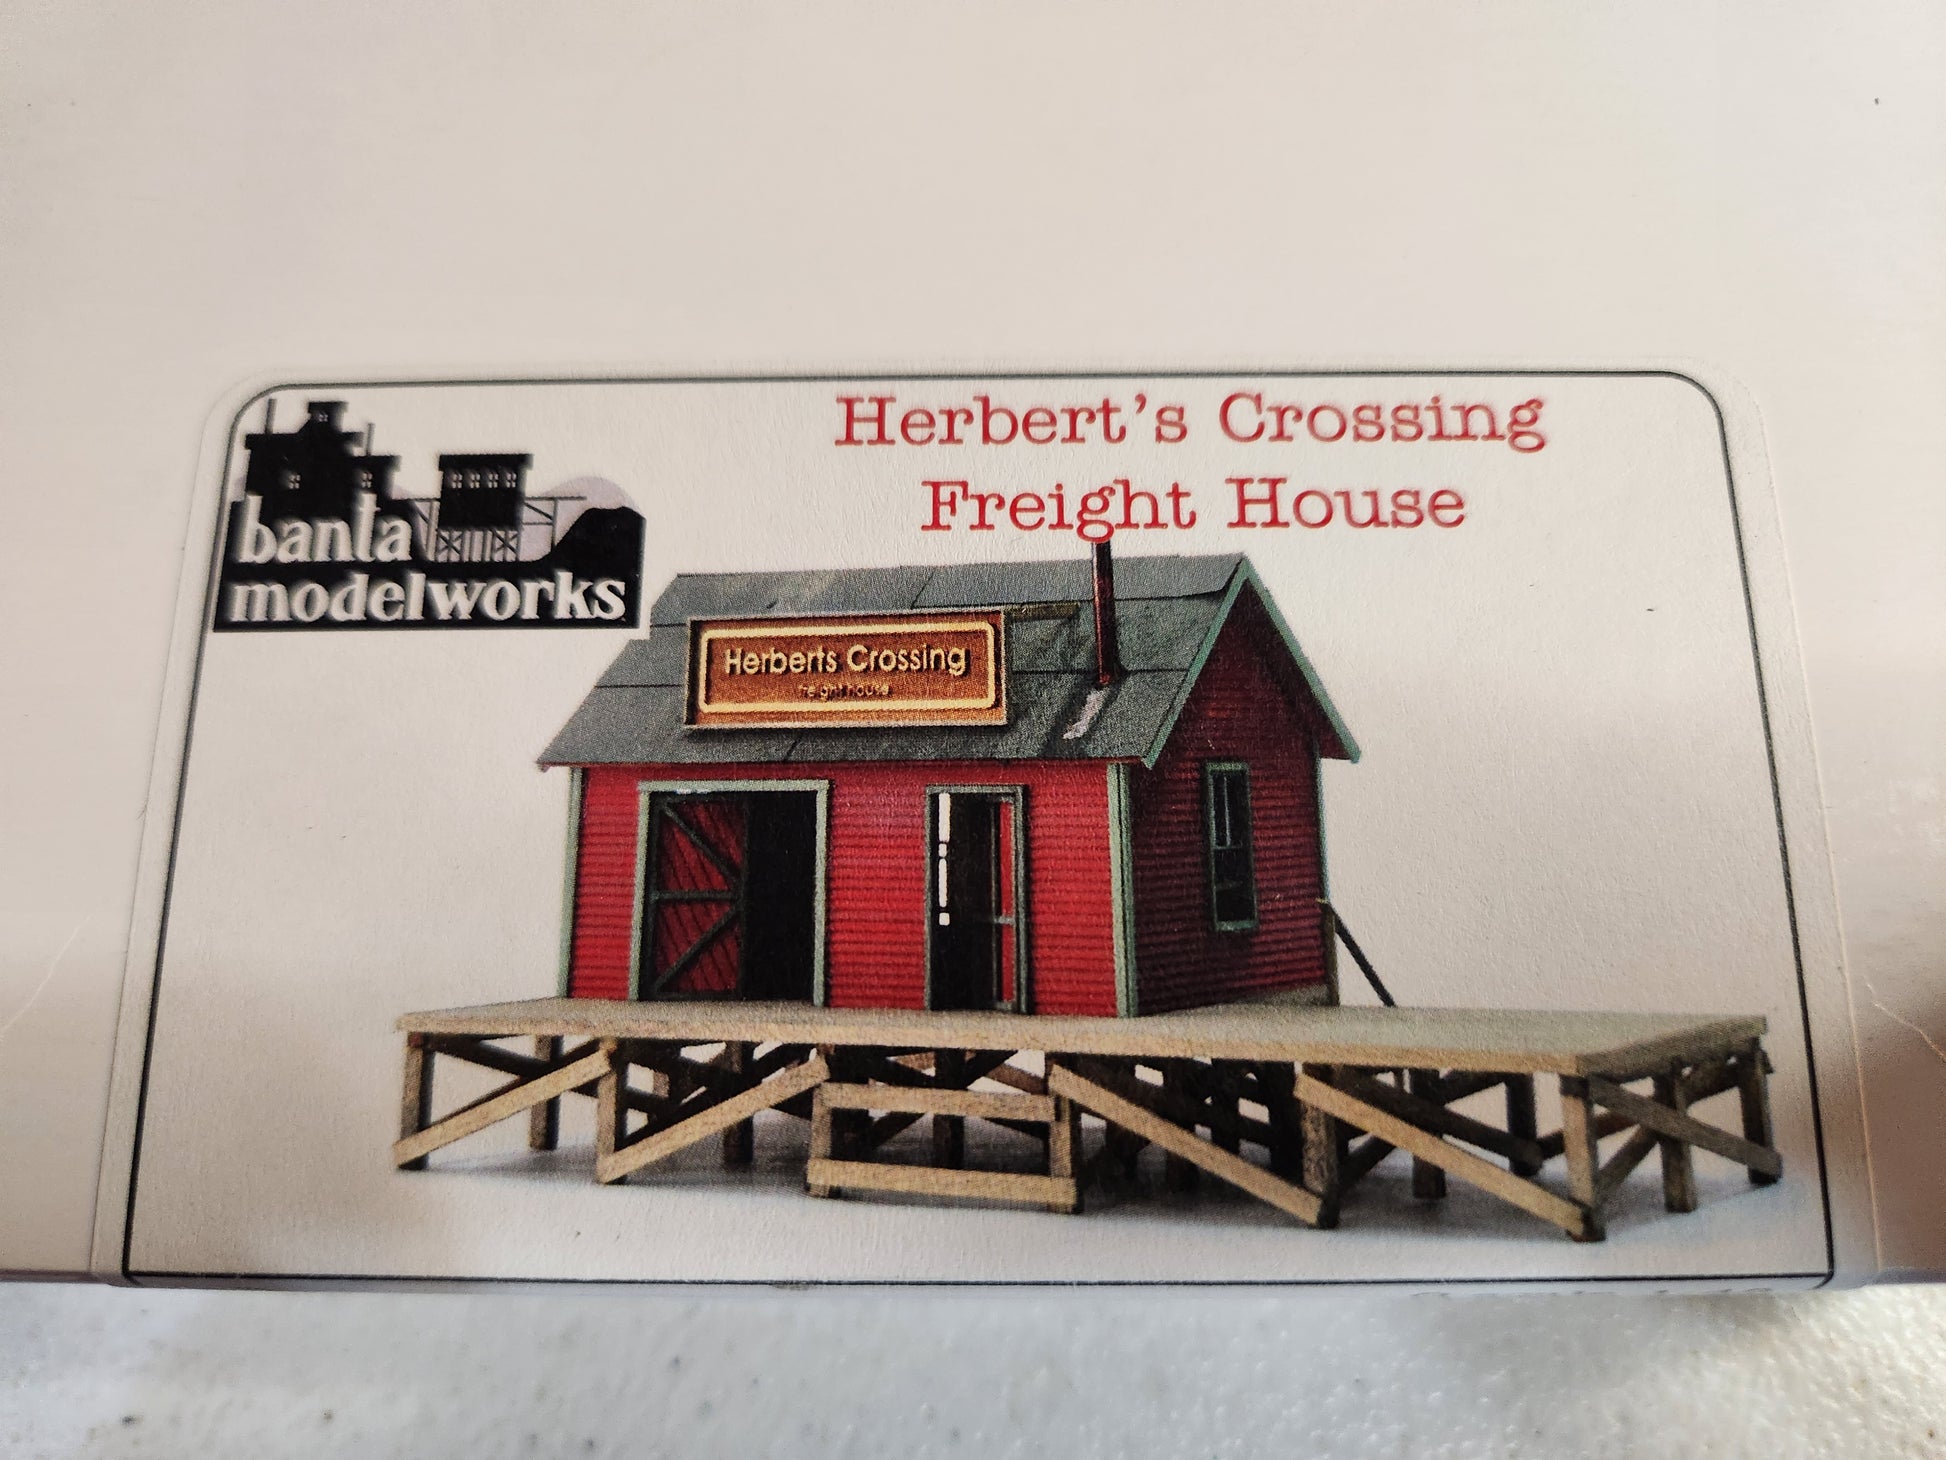 Herbert's Crossing
Freight House
banta
modelworks
Herberts Crossing
freight house